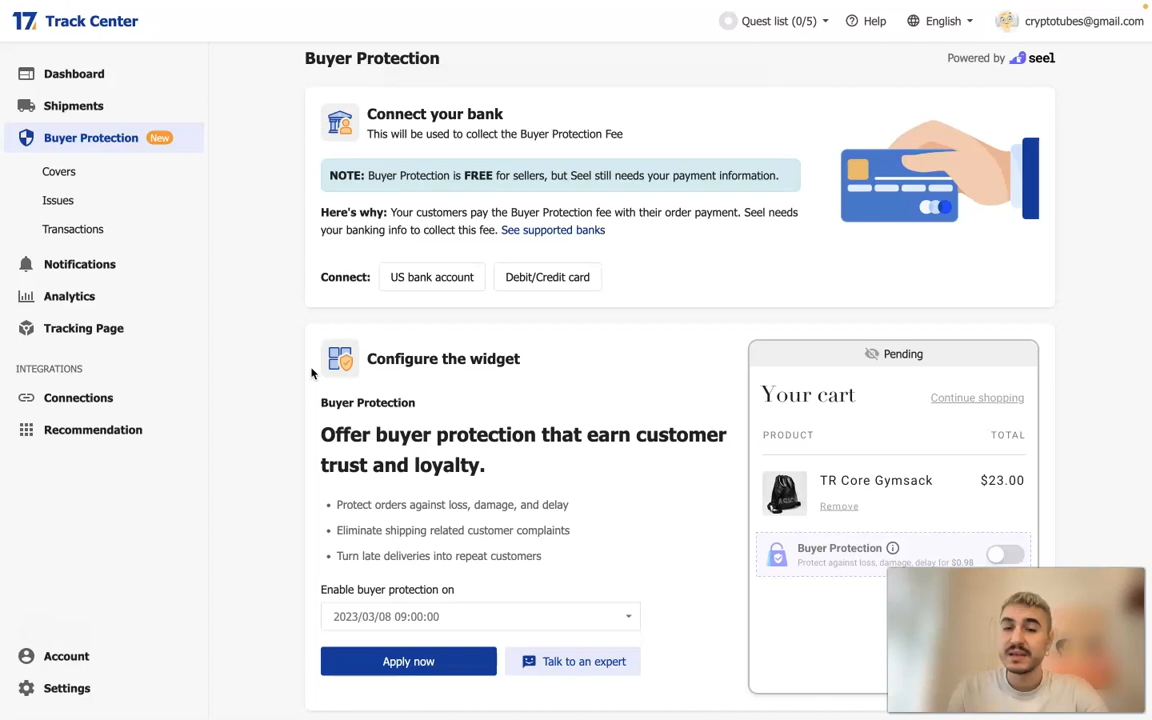 17 Track Center
Quest list (0/5)
Help
English
cryptotubes@gmail.com
Dashboard
Shipments
Buyer Protection New
Covers
Issues
Transactions
Notifications
Analytics
Tracking Page
INTEGRATIONS
Connections
Recommendation
Account
Settings
Buyer Protection
Powered by seel
Connect your bank
This will be used to collect the Buyer Protection Fee
NOTE: Buyer Protection is FREE for sellers, but Seel still needs your payment information.
Here's why: Your customers pay the Buyer Protection fee with their order payment. Seel needs
your banking info to collect this fee. See supported banks
Connect: US bank account Debit/Credit card
Configure the widget
Buyer Protection
Offer buyer protection that earn customer
trust and loyalty.
• Protect orders against loss, damage, and delay
• Eliminate shipping related customer complaints
• Turn late deliveries into repeat customers
Enable buyer protection on
2023/03/08 09:00:00
Apply now
Talk to an expert
Pending
Your cart
Continue shopping
PRODUCT TOTAL
TR Core Gymsack $23.00
Remove
Buyer Protection
Protect against loss, damage, delay for $0.98